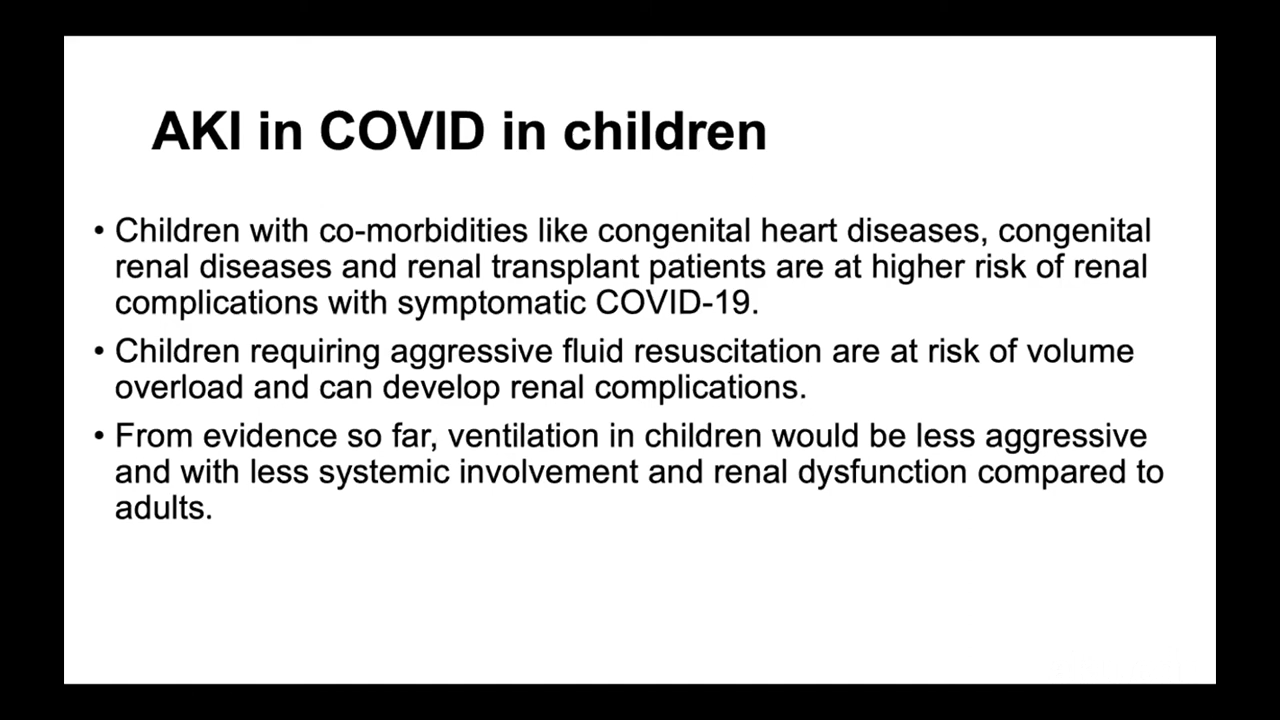 AKI in COVID in children
• Children with co-morbidities like congenital heart diseases, congenital
renal diseases and renal transplant patients are at higher risk of renal
complications with symptomatic COVID-19.
• Children requiring aggressive fluid resuscitation are at risk of volume
overload and can develop renal complications.
• From evidence so far, ventilation in children would be less aggressive
and with less systemic involvement and renal dysfunction compared to
adults.